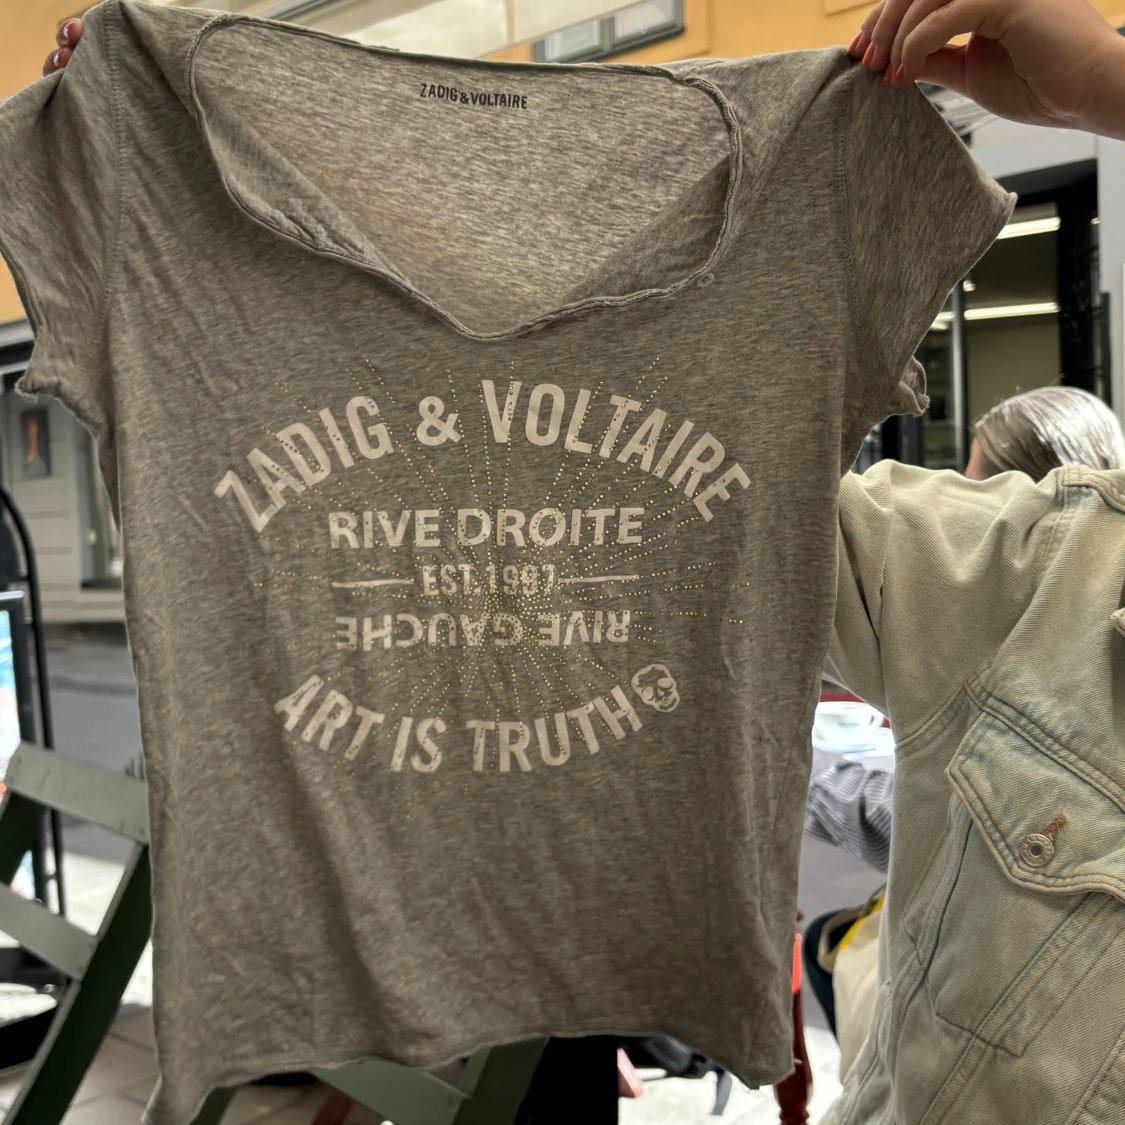 ZADIG & VOLTAIRE
ZADIG & VOLTAIRE
RIVE DROITE
EST. 1997
RIVE GAUCHE
ART IS TRUTH